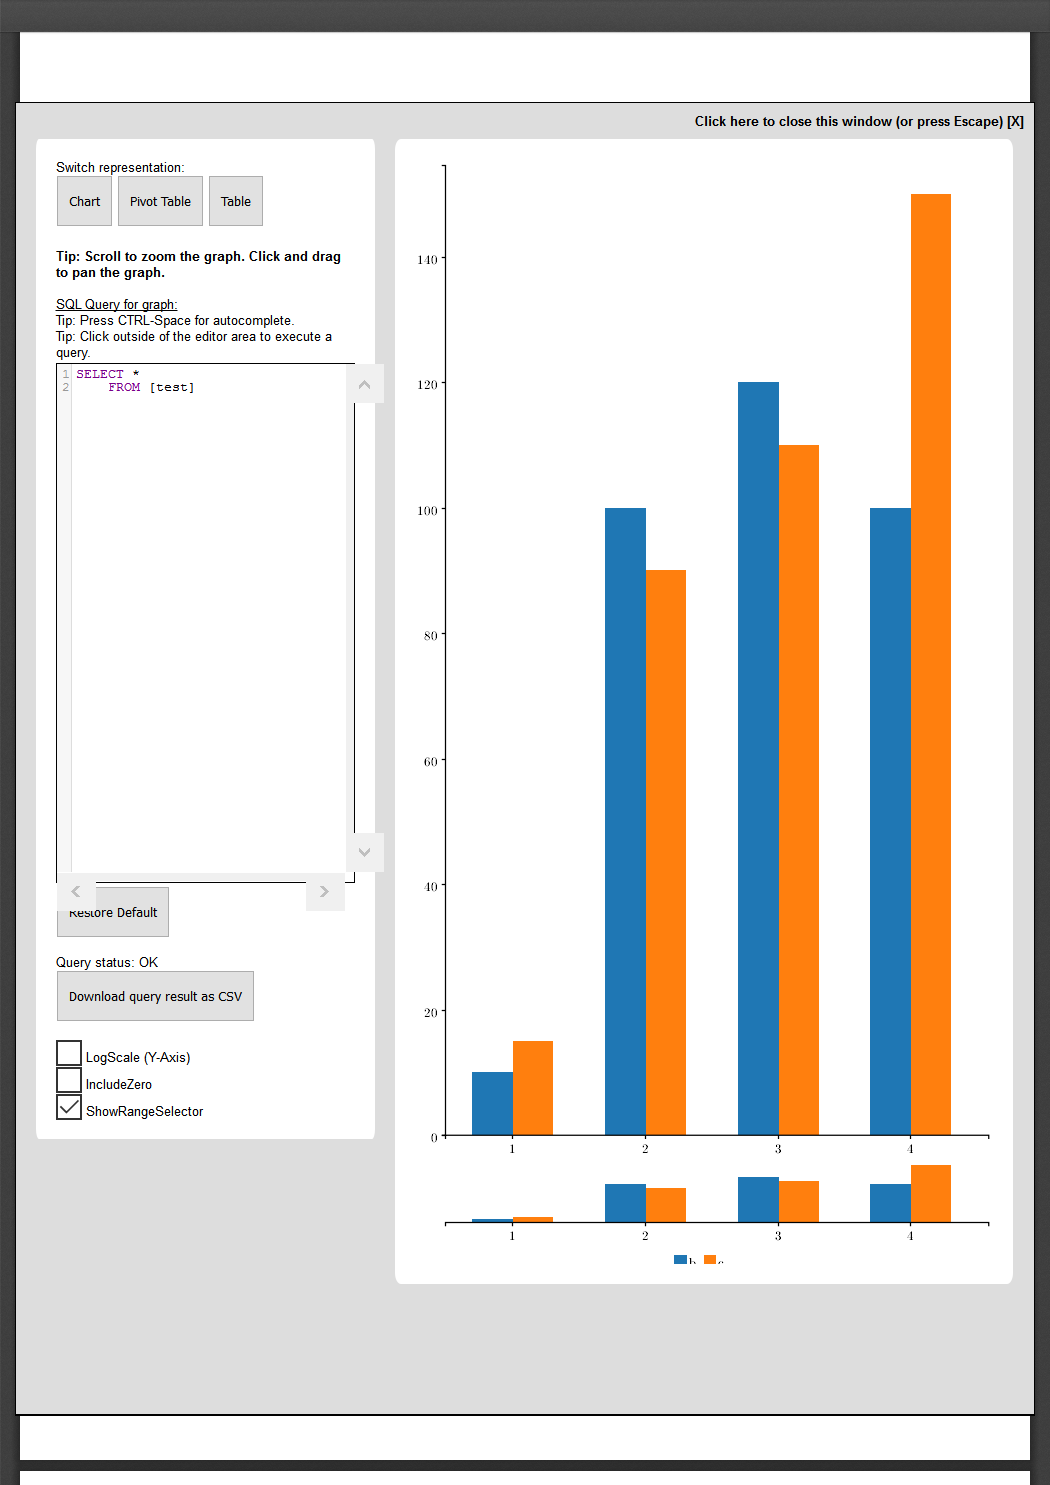 Click here to close this window (or press Escape) [X]
Switch representation:
Chart
Pivot Table
Table
Tip: Scroll to zoom the graph. Click and drag
to pan the graph.
SQL Query for graph:
Tip: Press CTRL-Space for autocomplete.
Tip: Click outside of the editor area to execute a
query.
1 SELECT *
2 FROM [test]
Restore Default
Query status: OK
Download query result as CSV
LogScale (Y-Axis)
IncludeZero
ShowRangeSelector
140
120
100
80
60
40
20
0
1 2 3 4
1 2 3 4
b c